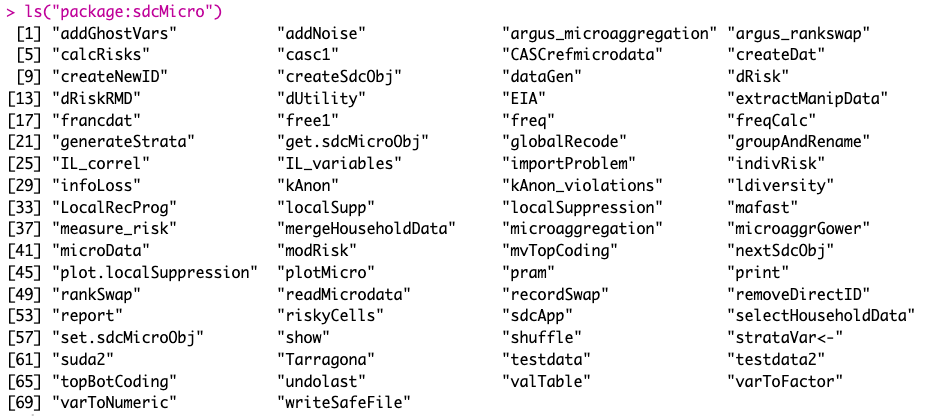 > ls("package:sdcMicro")
[1] "addGhostVars" "addNoise" "argus_microaggregation" "argus_rankswap"
[5] "calcRisks" "casc1" "CASCrefmicrodata" "createDat"
[9] "createNewID" "createSdcObj" "dataGen" "dRisk"
[13] "dRiskRMD" "dUtility" "EIA" "extractManipData"
[17] "francdat" "free1" "freq" "freqCalc"
[21] "generateStrata" "get.sdcMicroObj" "globalRecode" "groupAndRename"
[25] "IL_correl" "IL_variables" "importProblem" "indivRisk"
[29] "infoLoss" "kAnon" "kAnon_violations" "ldiversity"
[33] "LocalRecProg" "localSupp" "localSuppression" "mafast"
[37] "measure_risk" "mergeHouseholdData" "microaggregation" "microaggrGower"
[41] "microData" "modRisk" "mvTopCoding" "nextSdcObj"
[45] "plot.localSuppression" "plotMicro" "pram" "print"
[49] "rankSwap" "readMicrodata" "recordSwap" "removeDirectID"
[53] "report" "riskyCells" "sdcApp" "selectHouseholdData"
[57] "set.sdcMicroObj" "show" "shuffle" "strataVar<-"
[61] "suda2" "Tarragona" "testdata" "testdata2"
[65] "topBotCoding" "undolast" "valTable" "varToFactor"
[69] "varToNumeric" "writeSafeFile"